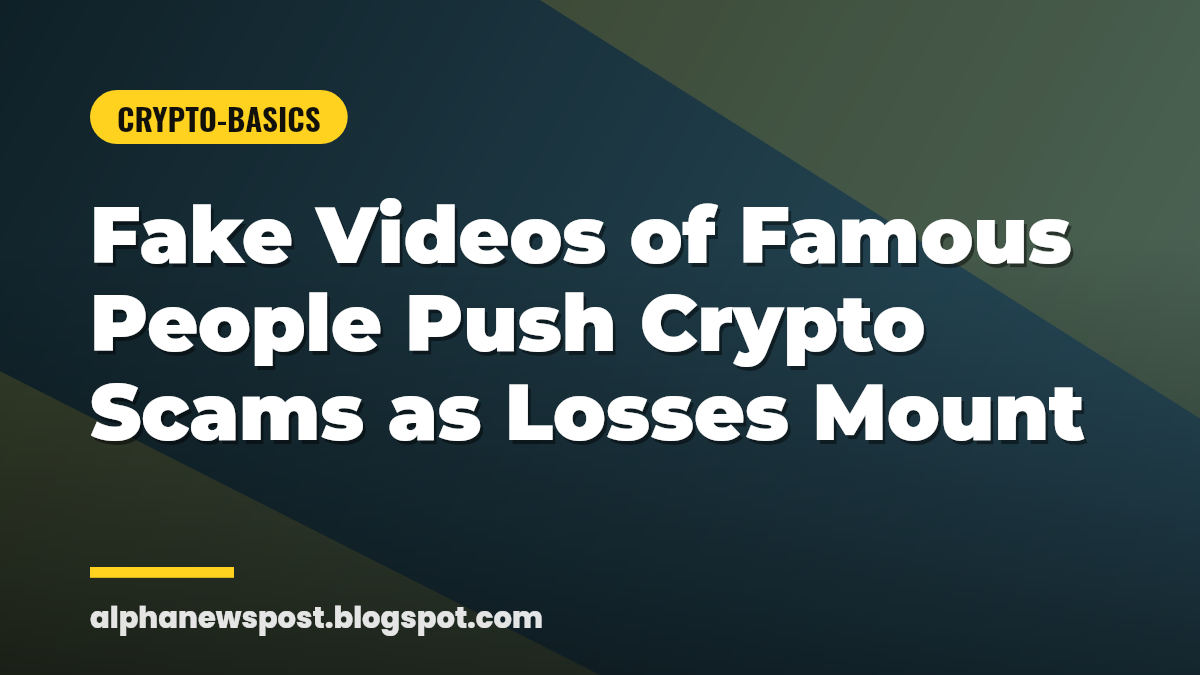 CRYPTO-BASICS
Fake Videos of Famous
People Push Crypto
Scams as Losses Mount
alphanewspost.blogspot.com